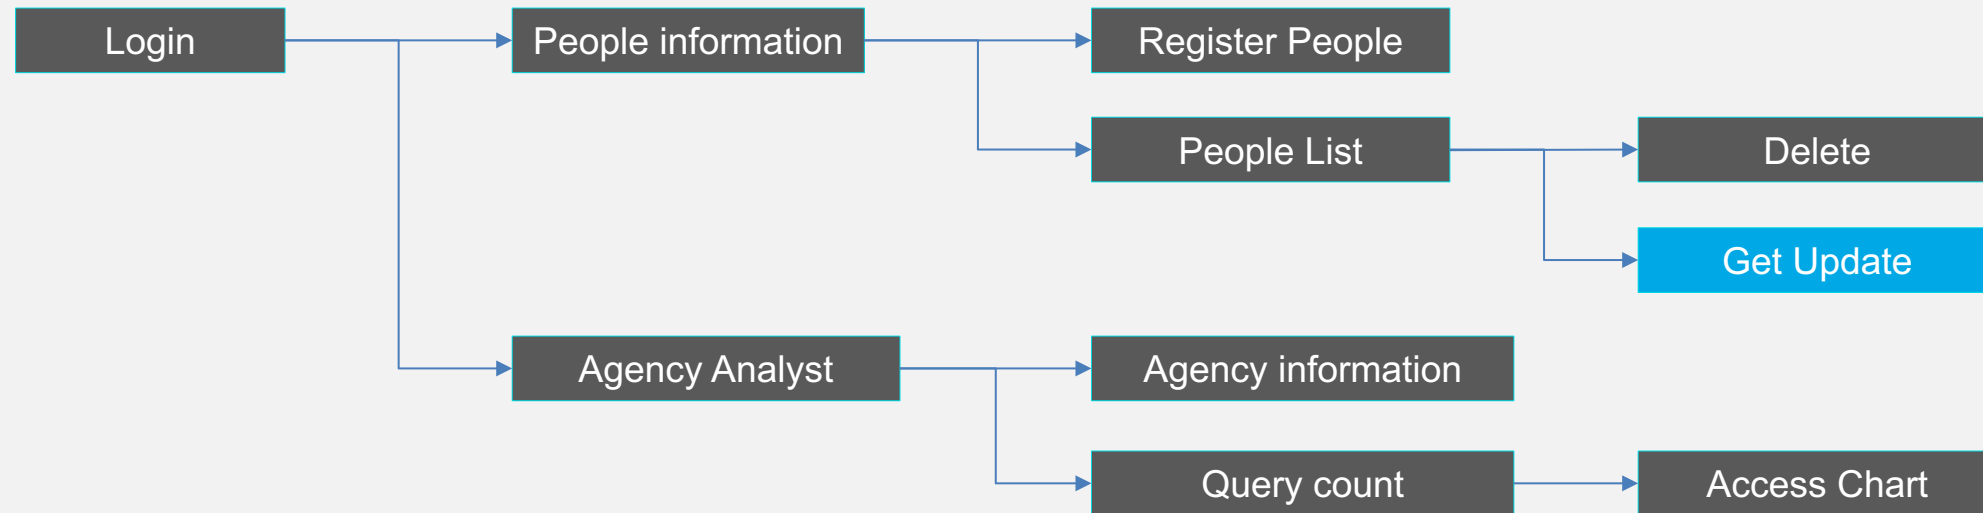 Login
People information
Register People
People List
Delete
Get Update
Agency Analyst
Agency information
Query count
Access Chart